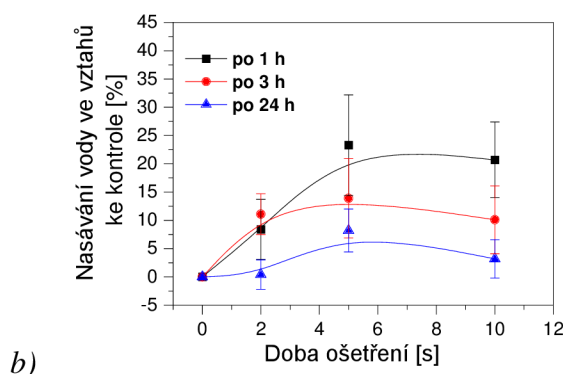 45
40
35
30
25
20
15
10
5
0
-5
Nasávání vody ve vztahů
ke kontrole [%]
po 1 h
po 3 h
po 24 h
0 2 4 6 8 10 12
Doba ošetření [s]
b)